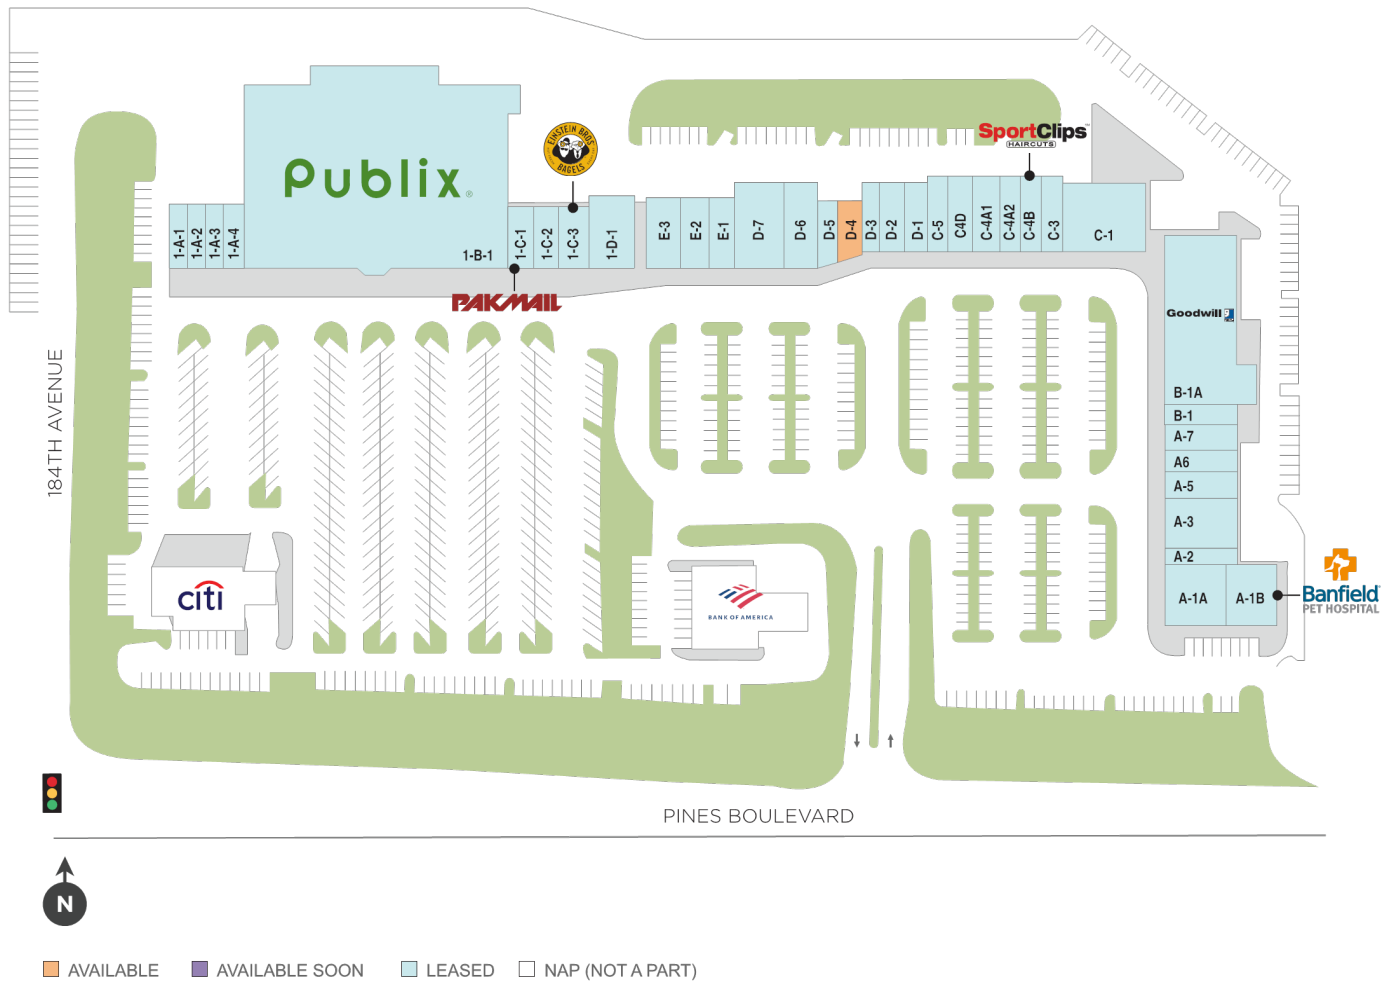 SportClips
HAIRCUTS
EINSTEIN BROS
BAGELS
Publix
1-A-1
1-A-2
1-A-3
1-A-4
1-B-1
1-C-1
1-C-2
1-C-3
1-D-1
E-3
E-2
E-1
D-7
D-6
D-5
D-4
D-3
D-2
D-1
C-5
C4D
C-4A1
C-4A2
C-4B
C-3
C-1
PAKMAIL
Goodwill
B-1A
B-1
A-7
A6
A-5
A-3
A-2
A-1A
A-1B
Banfield
PET HOSPITAL
184TH AVENUE
citi
BANK OF AMERICA
PINES BOULEVARD
N
AVAILABLE
AVAILABLE SOON
LEASED
NAP (NOT A PART)